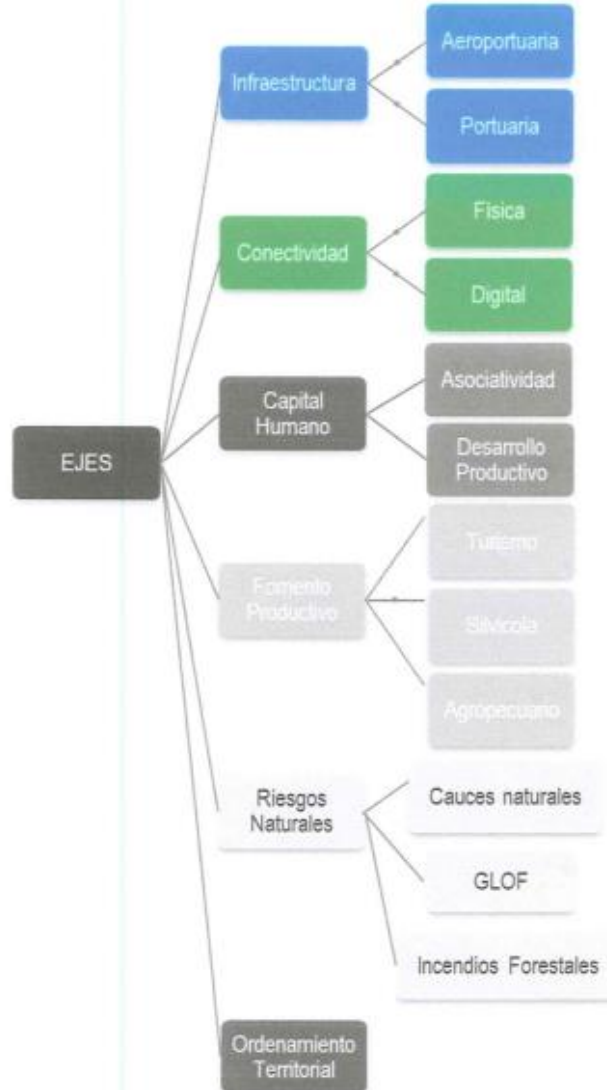 Aeroportuaria
Infraestructura
Portuaria
Física
Conectividad
Digital
Asociatividad
Capital
Humano
Desarrollo
Productivo
EJES
Turismo
Fomento
Productivo
Silvícola
Agropecuario
Cauces naturales
Riesgos
Naturales
GLOF
Incendios Forestales
Ordenamiento
Territorial